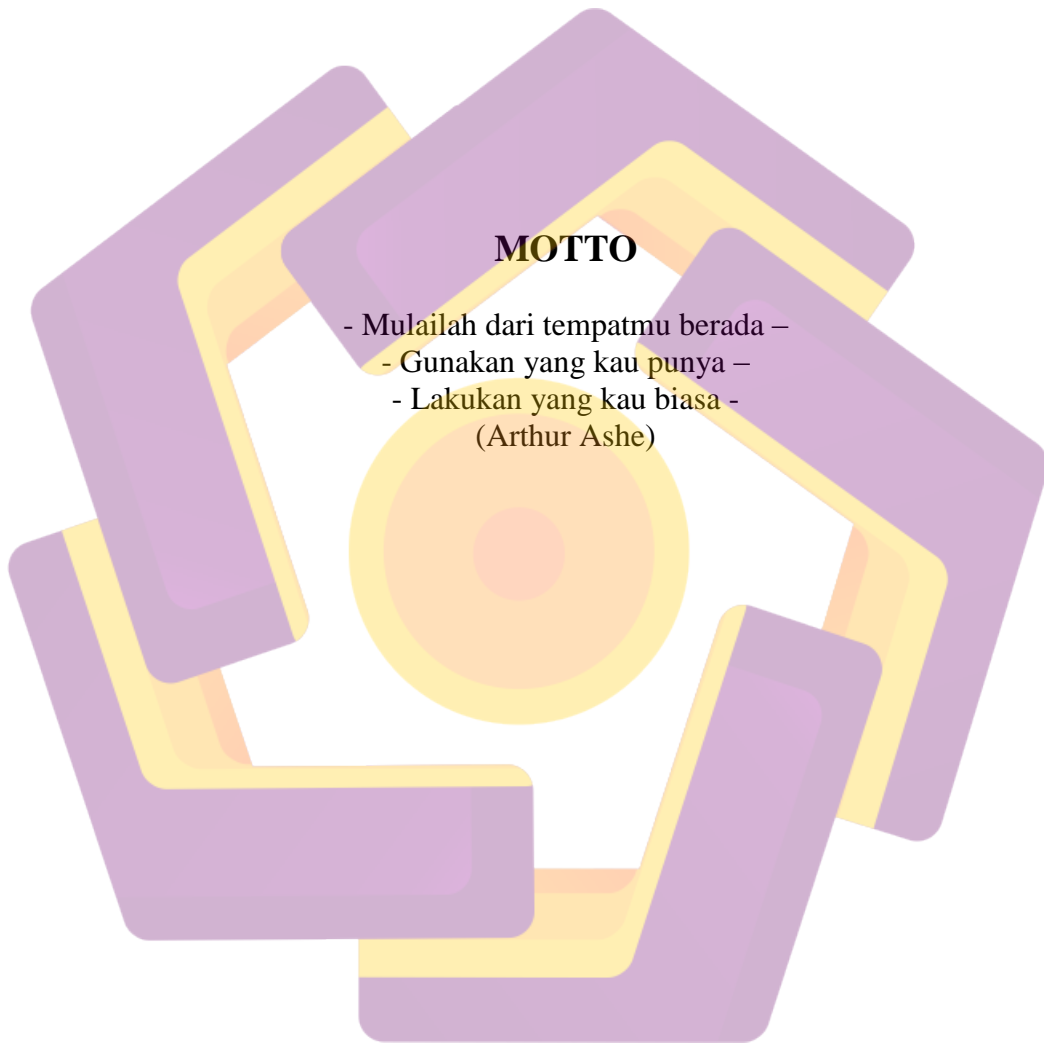 MOTTO
- Mulailah dari tempatmu berada –
- Gunakan yang kau punya –
- Lakukan yang kau biasa -
(Arthur Ashe)